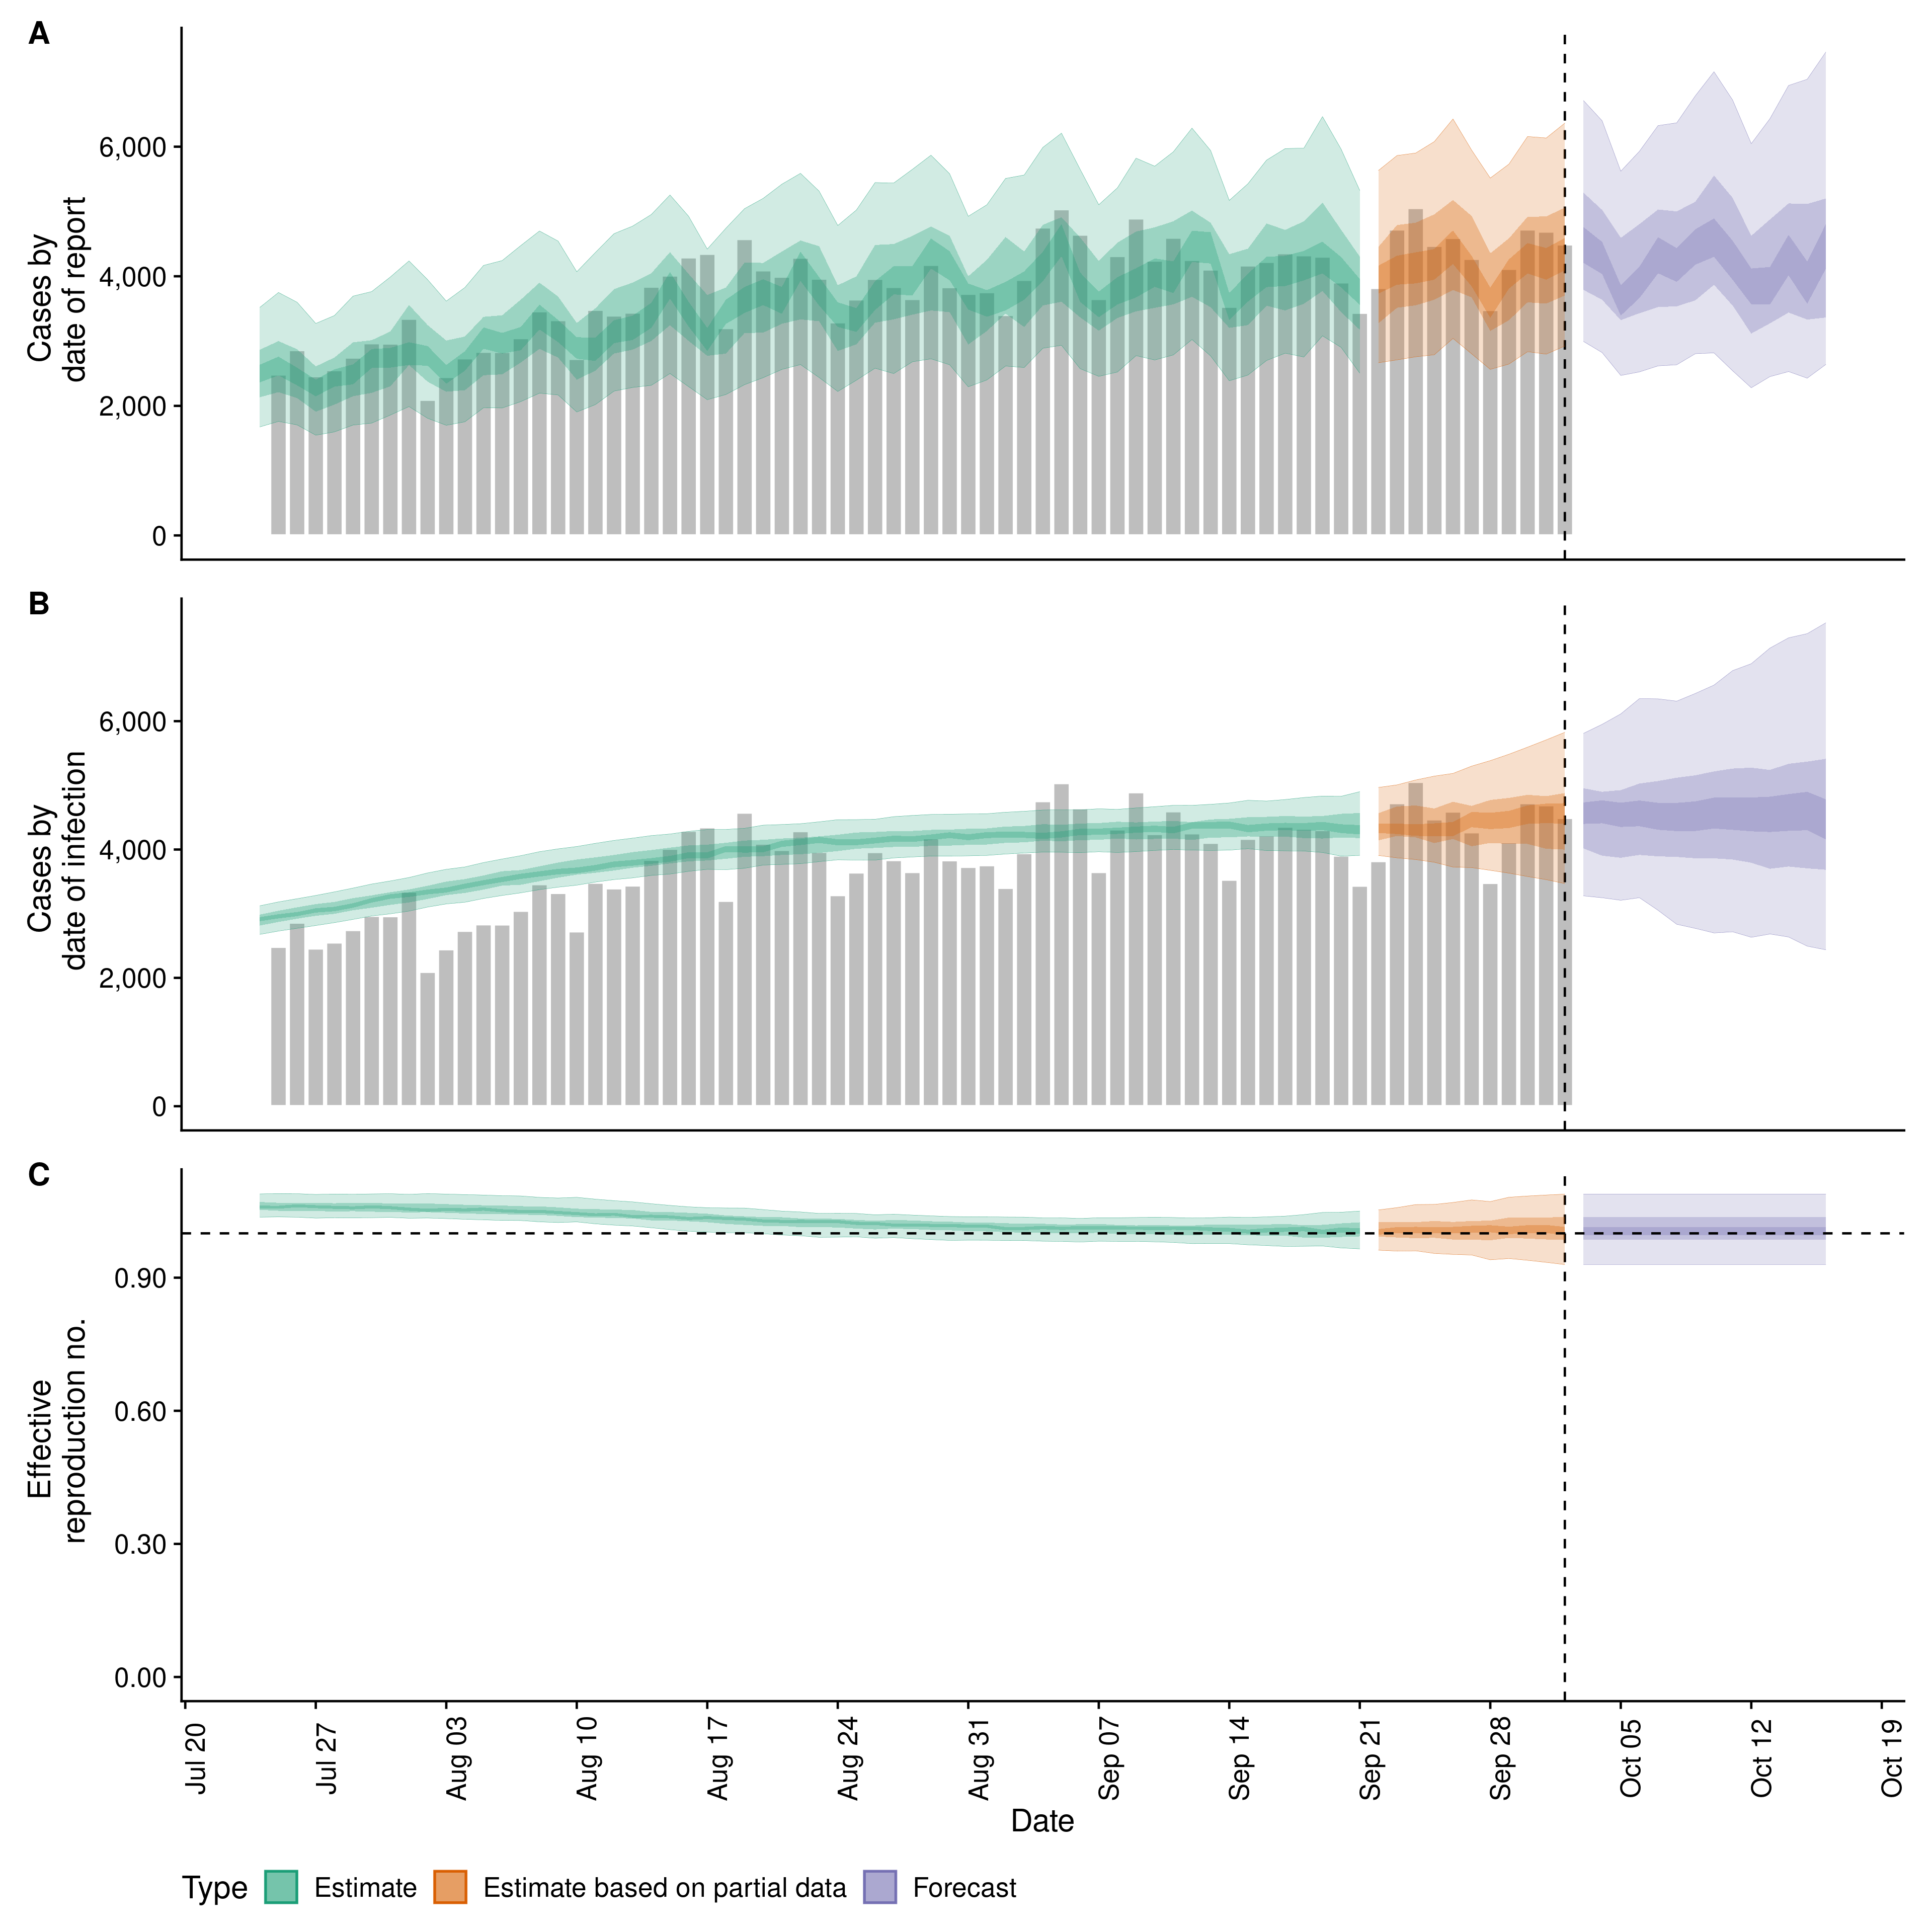 A
Cases by
date of report
6,000
4,000
2,000
0
B
Cases by
date of infection
6,000
4,000
2,000
0
C
Effective
reproduction no.
0.90
0.60
0.30
0.00
Jul 20
Jul 27
Aug 03
Aug 10
Aug 17
Aug 24
Aug 31
Sep 07
Sep 14
Sep 21
Sep 28
Oct 05
Oct 12
Oct 19
Date
Type Estimate Estimate based on partial data Forecast